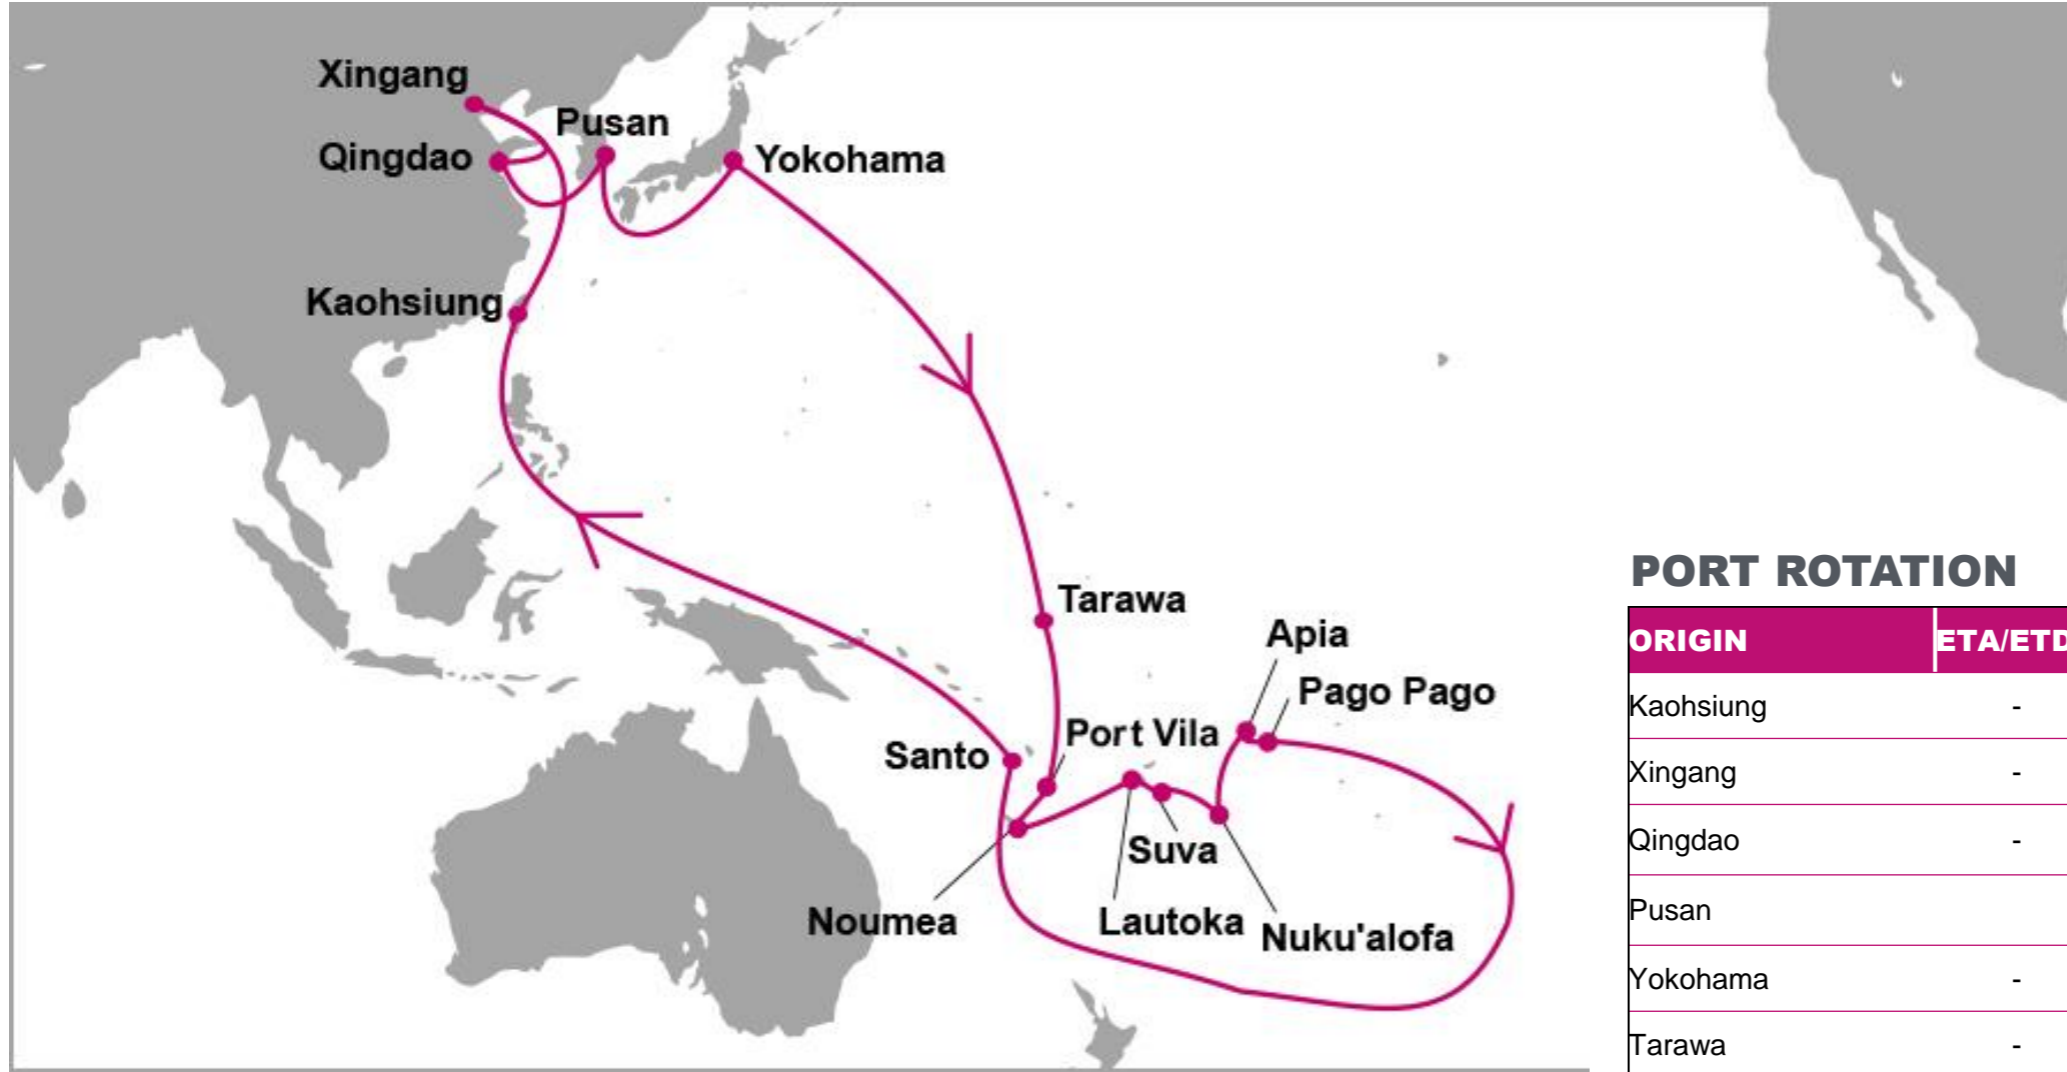 Xingang
Pusan
Qingdao
Yokohama
Kaohsiung
Tarawa
Apia
Pago Pago
Port Vila
Santo
Suva
Noumea
Lautoka
Nuku'alofa
PORT ROTATION
ORIGIN ETA/ETD
Kaohsiung -
Xingang -
Qingdao -
Pusan
Yokohama -
Tarawa -